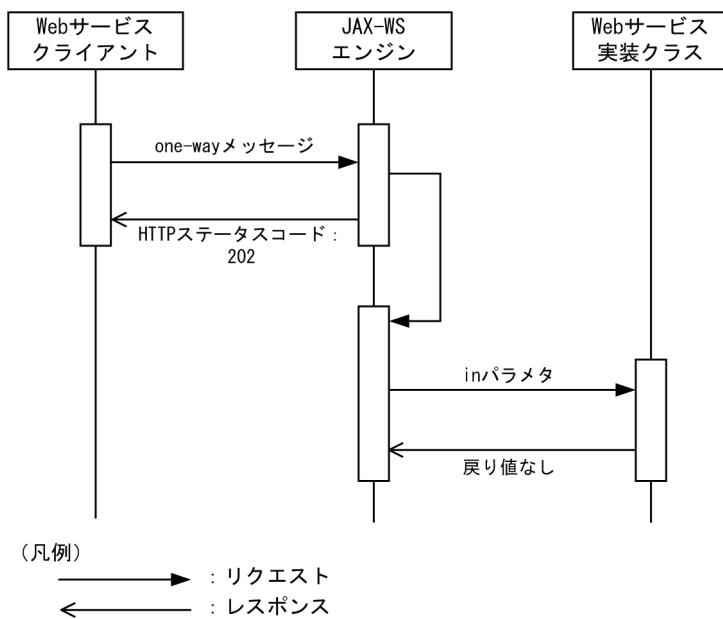 Webサービス
クライアント
JAX-WS
エンジン
Webサービス
実装クラス
one-wayメッセージ
HTTPステータスコード：
202
inパラメタ
戻り値なし
(凡例)
：リクエスト
：レスポンス